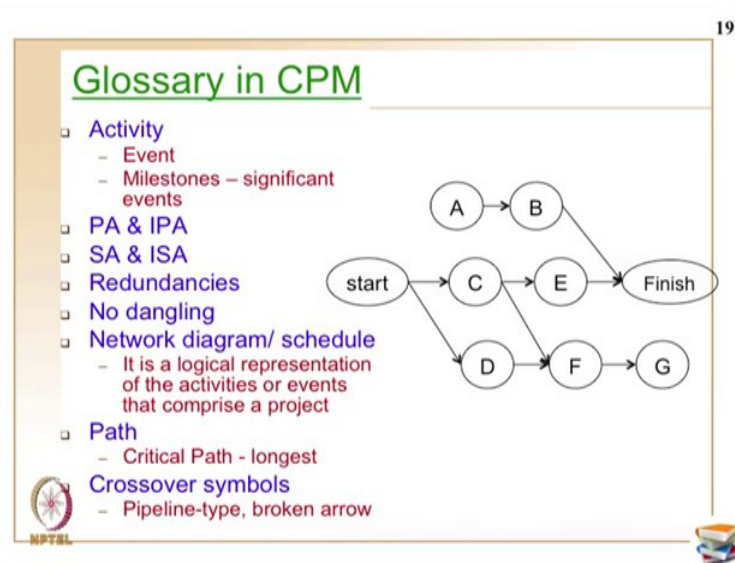 19
Glossary in CPM
Activity
– Event
– Milestones – significant
events
PA & IPA
SA & ISA
Redundancies
No dangling
Network diagram/ schedule
– It is a logical representation
of the activities or events
that comprise a project
Path
– Critical Path - longest
Crossover symbols
– Pipeline-type, broken arrow
A B
start C E Finish
D F G
NPTEL